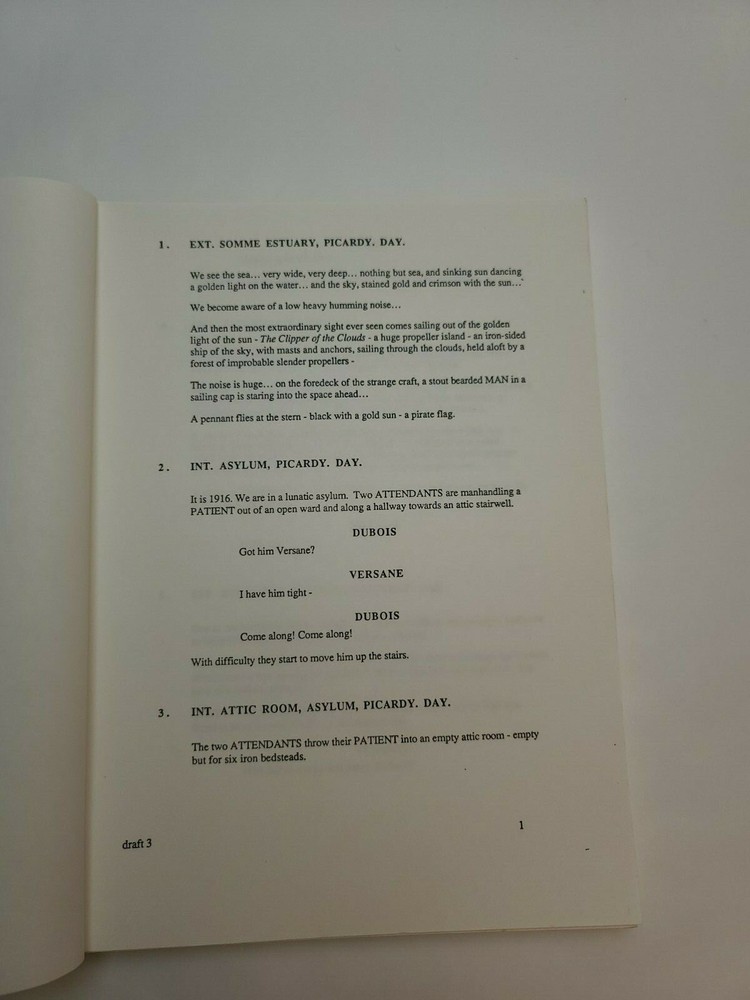 1. EXT. SOMME ESTUARY, PICARDY. DAY.
We see the sea... very wide, very deep... nothing but sea, and sinking sun dancing
a golden light on the water... and the sky, stained gold and crimson with the sun...
We become aware of a low heavy humming noise...
And then the most extraordinary sight ever seen comes sailing out of the golden
light of the sun - The Clipper of the Clouds - a huge propeller island - an iron-sided
ship of the sky, with masts and anchors, sailing through the clouds, held aloft by a
forest of improbable slender propellers -
The noise is huge... on the foredeck of the strange craft, a stout bearded MAN in a
sailing cap is staring into the space ahead...
A pennant flies at the stern - black with a gold sun - a pirate flag.
2. INT. ASYLUM, PICARDY. DAY.
It is 1916. We are in a lunatic asylum. Two ATTENDANTS are manhandling a
PATIENT out of an open ward and along a hallway towards an attic stairwell.
DUBOIS
Got him Versane?
VERSANE
I have him tight -
DUBOIS
Come along! Come along!
With difficulty they start to move him up the stairs.
3. INT. ATTIC ROOM, ASYLUM, PICARDY. DAY.
The two ATTENDANTS throw their PATIENT into an empty attic room - empty
but for six iron bedsteads.
1
draft 3